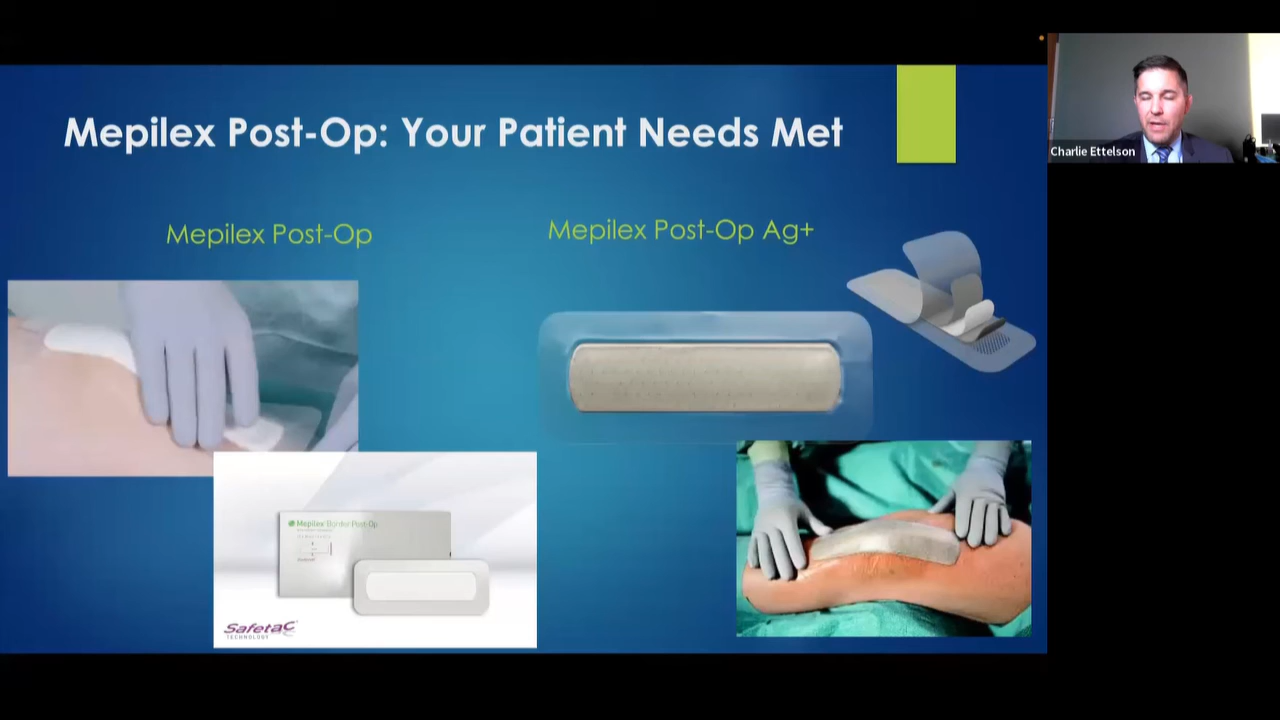 Mepilex Post-Op: Your Patient Needs Met
Mepilex Post-Op
Mepilex Post-Op Ag+
Mepilex Border Post-Op
Safetac
TECHNOLOGY
Charlie Ettelson